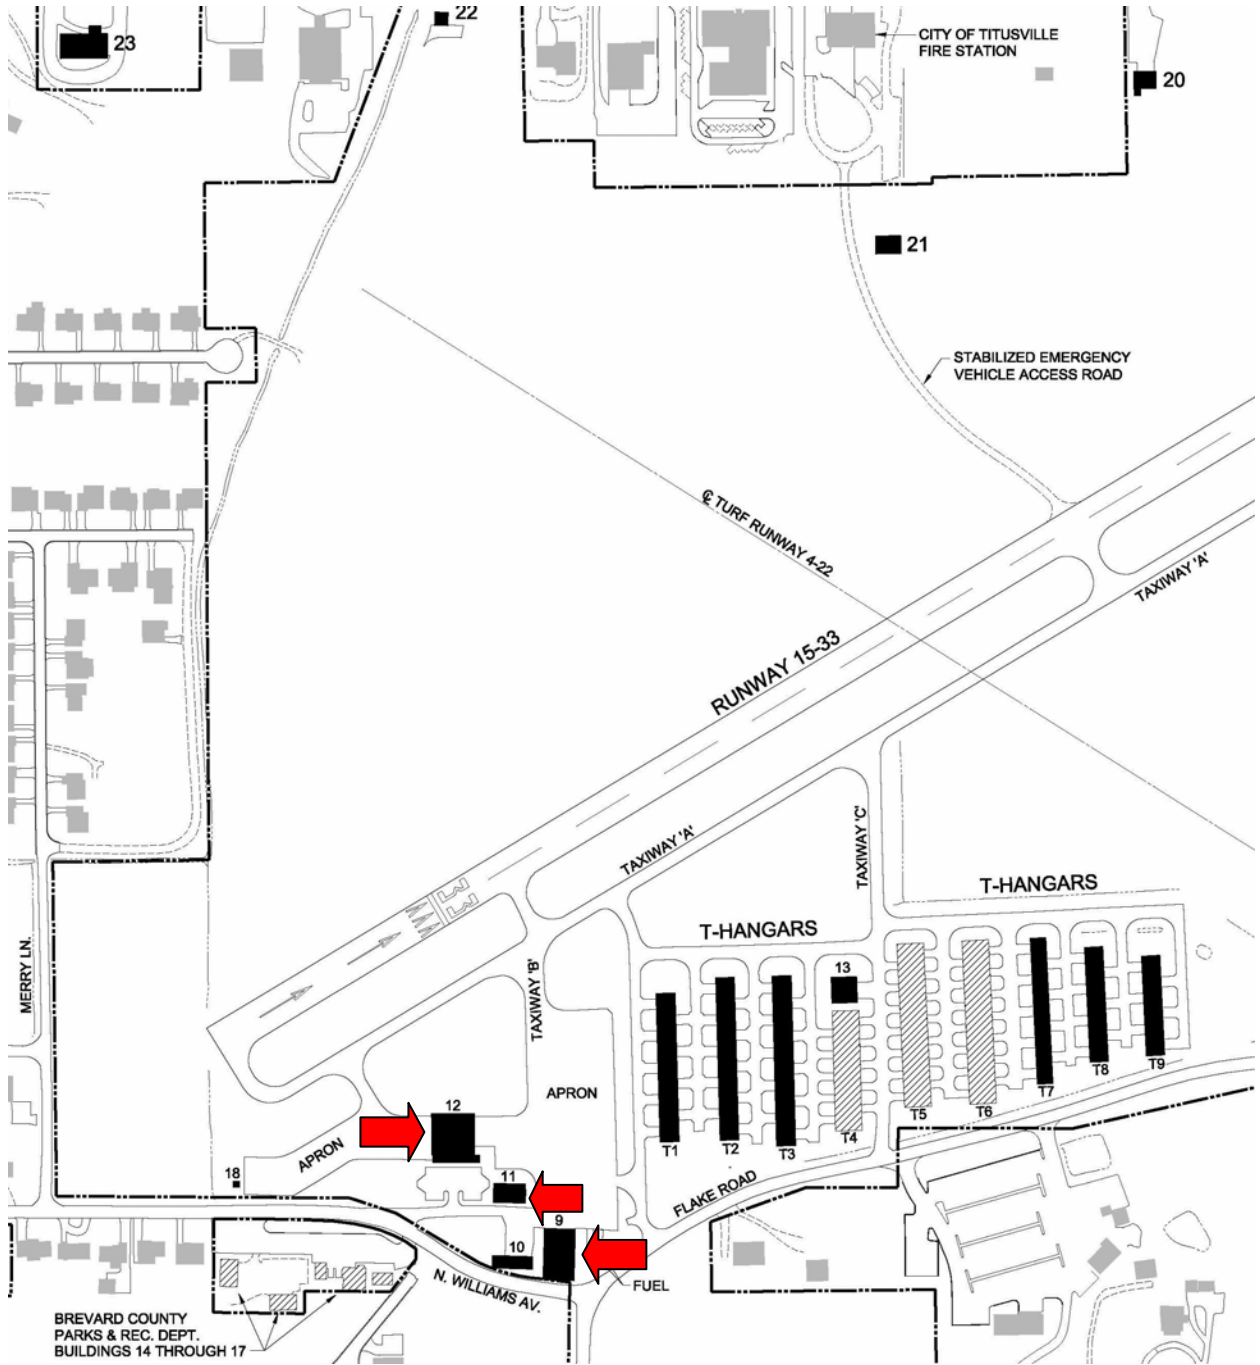 23
22
CITY OF TITUSVILLE
FIRE STATION
20
21
STABILIZED EMERGENCY
VEHICLE ACCESS ROAD
℄ TURF RUNWAY 4-22
TAXIWAY 'A'
RUNWAY 15-33
TAXIWAY 'A'
TAXIWAY 'C'
T-HANGARS
T-HANGARS
33
MERRY LN.
TAXIWAY 'B'
13
APRON
12
T1
T2
T3
T4
T5
T6
T7
T8
T9
APRON
18
11
FLAKE ROAD
9
10
N. WILLIAMS AV.
FUEL
BREVARD COUNTY
PARKS & REC. DEPT.
BUILDINGS 14 THROUGH 17